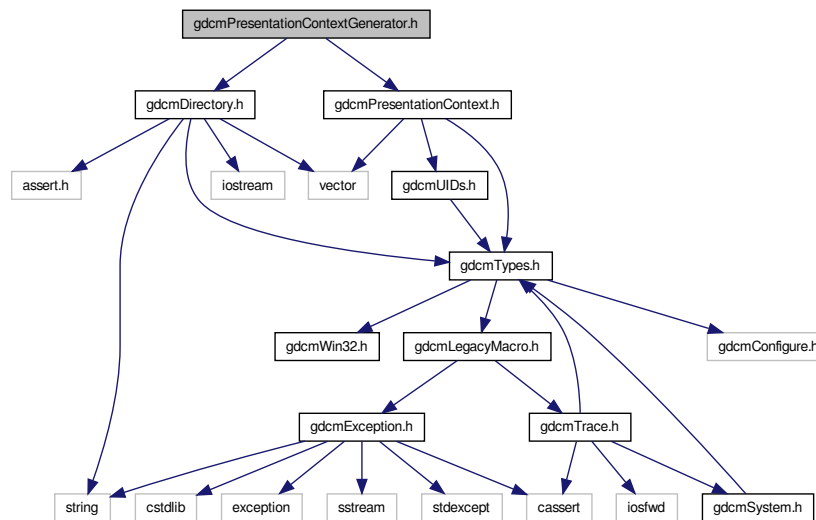 gdcmPresentationContextGenerator.h
gdcmDirectory.h
gdcmPresentationContext.h
assert.h
iostream
vector
gdcmUIDs.h
gdcmTypes.h
gdcmWin32.h
gdcmLegacyMacro.h
gdcmConfigure.h
gdcmException.h
gdcmTrace.h
string
cstdlib
exception
sstream
stdexcept
cassert
iosfwd
gdcmSystem.h